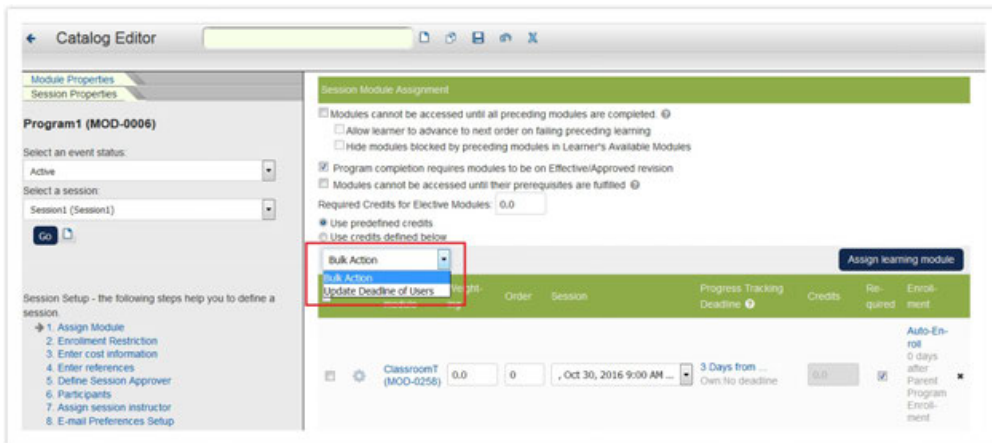 Catalog Editor
Module Properties
Session Properties
Program1 (MOD-0006)
Select an event status:
Active
Select a session:
Session1 (Session1)
Go
Session Setup - the following steps help you to define a
session.
1. Assign Module
2. Enrollment Restriction
3. Enter cost information
4. Enter references
5. Define Session Approver
6. Participants
7. Assign session instructor
8. E-mail Preferences Setup
Session Module Assignment
Modules cannot be accessed until all preceding modules are completed.
Allow learner to advance to next order on failing preceding learning
Hide modules blocked by preceding modules in Learner's Available Modules
Program completion requires modules to be on Effective/Approved revision
Modules cannot be accessed until their prerequisites are fulfilled
Required Credits for Elective Modules: 0.0
Use predefined credits
Use credits defined below
Bulk Action
Assign learning module
Bulk Action
Update Deadline of Users
Order
Session
Progress Tracking
Deadline
Credits
Re-
quired
Enroll-
ment
ClassroomT
(MOD-0258)
0.0
0
, Oct 30, 2016 9:00 AM ...
3 Days from ...
Own:No deadline
0.0
Auto-En-
roll
0 days
after
Parent
Program
Enroll-
ment